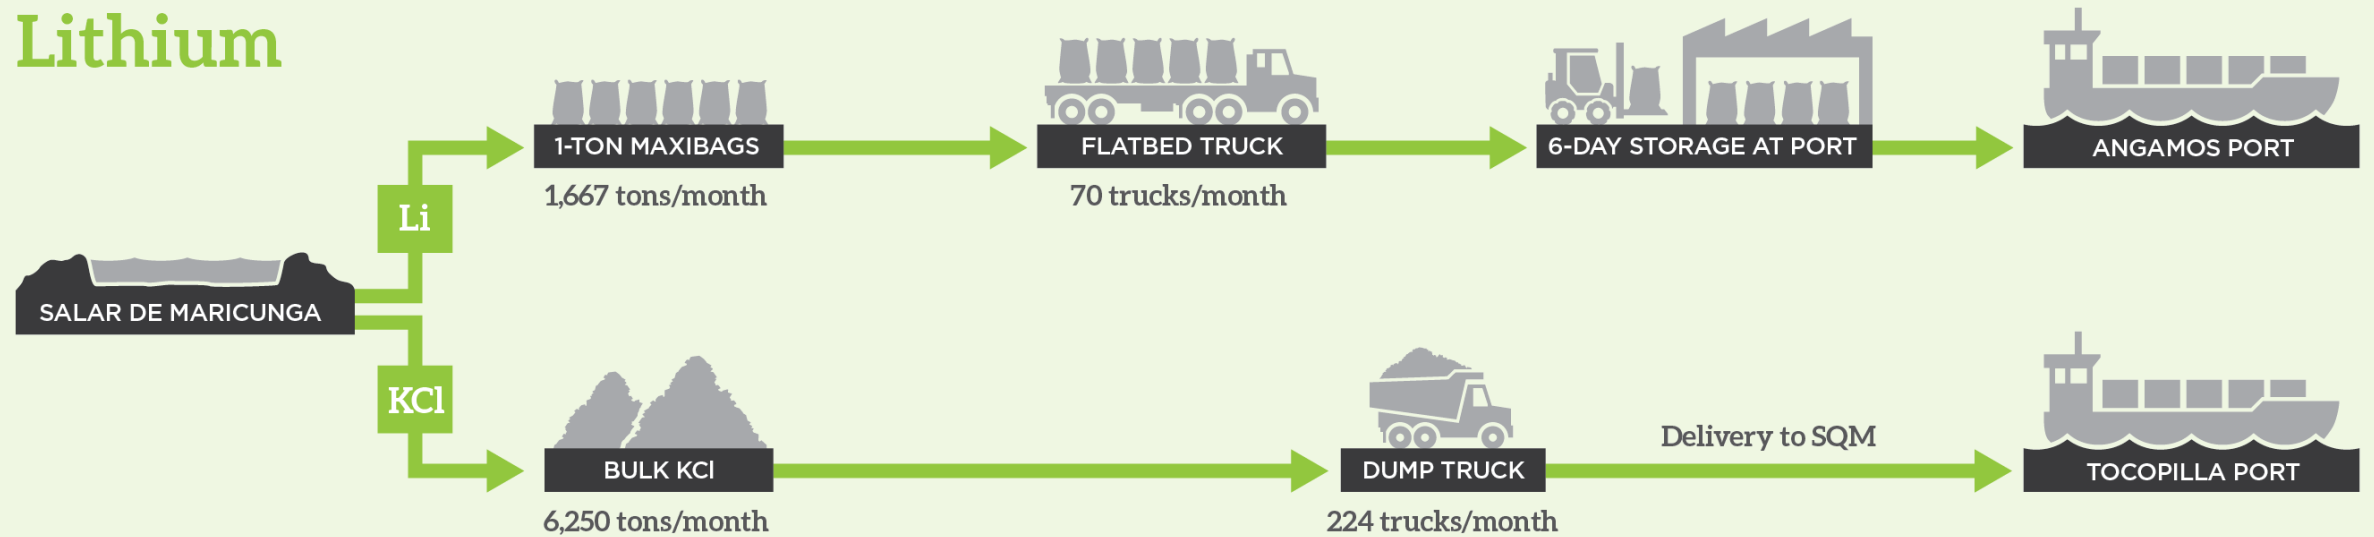 Lithium
1-TON MAXIBAGS
1,667 tons/month
FLATBED TRUCK
70 trucks/month
6-DAY STORAGE AT PORT
ANGAMOS PORT
Li
SALAR DE MARICUNGA
KCl
BULK KCl
6,250 tons/month
DUMP TRUCK
224 trucks/month
Delivery to SQM
TOCOPILLA PORT